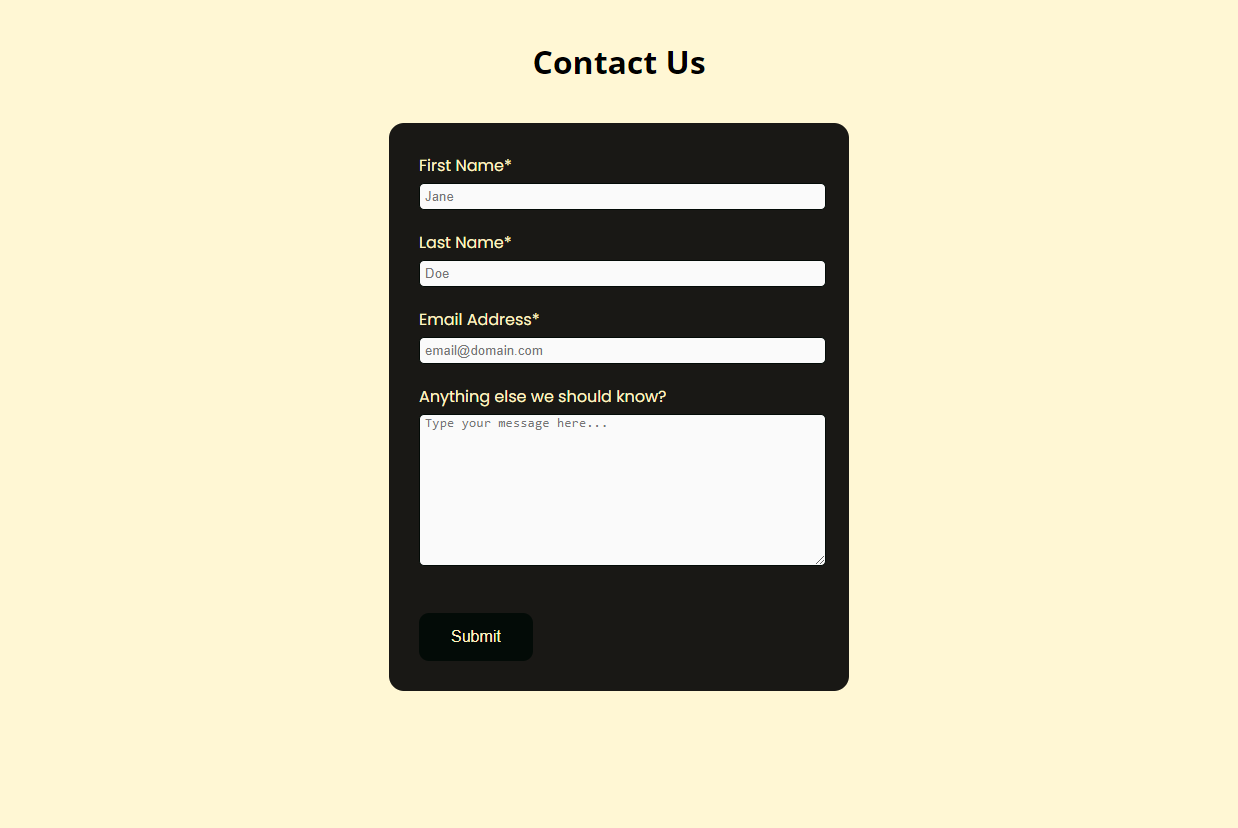 Contact Us
First Name*
Jane
Last Name*
Doe
Email Address*
email@domain.com
Anything else we should know?
Type your message here...
Submit